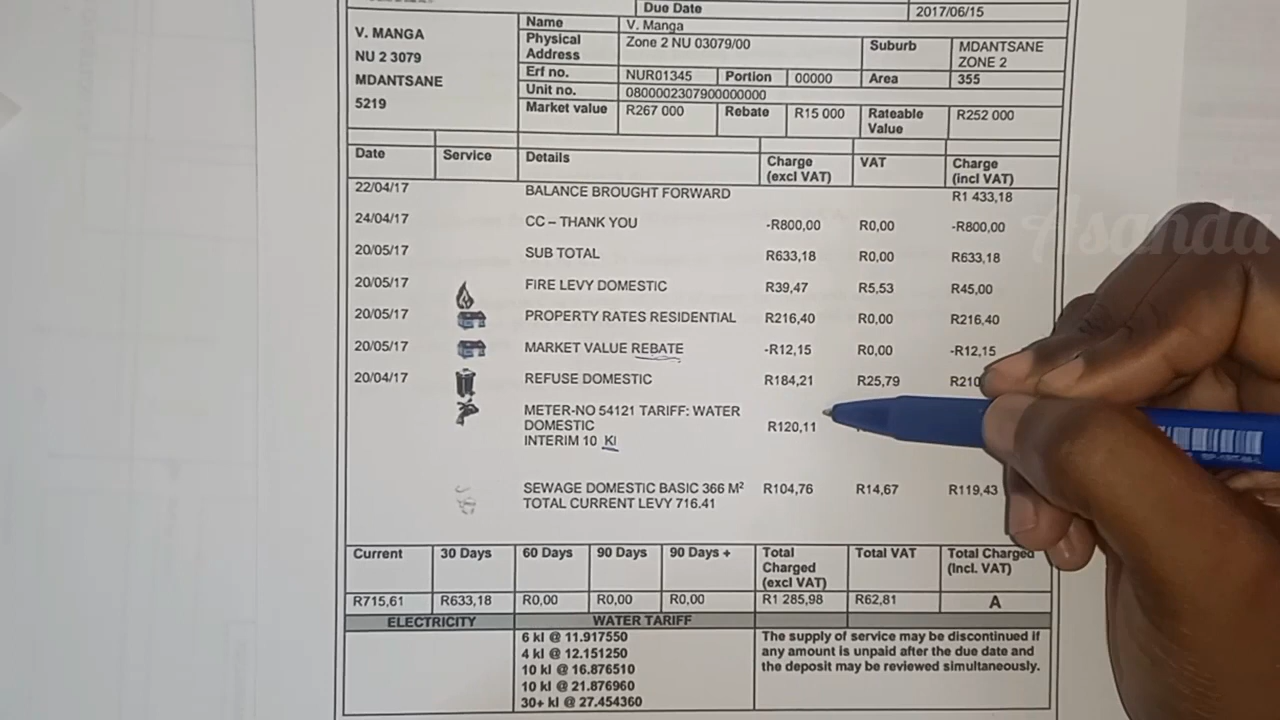 Due Date 2017/06/15
V. MANGA
NU 2 3079
MDANTSANE
5219
Name V. Manga
Physical Address Zone 2 NU 03079/00 Suburb MDANTSANE ZONE 2
Erf no. NUR01345 Portion 00000 Area 355
Unit no. 0800002307900000000
Market value R267 000 Rebate R15 000 Rateable Value R252 000
Date Service Details Charge (excl VAT) VAT Charge (incl VAT)
22/04/17 BALANCE BROUGHT FORWARD R1 433,18
24/04/17 CC – THANK YOU -R800,00 R0,00 -R800,00
20/05/17 SUB TOTAL R633,18 R0,00 R633,18
20/05/17 FIRE LEVY DOMESTIC R39,47 R5,53 R45,00
20/05/17 PROPERTY RATES RESIDENTIAL R216,40 R0,00 R216,40
20/05/17 MARKET VALUE REBATE -R12,15 R0,00 -R12,15
20/04/17 REFUSE DOMESTIC R184,21 R25,79
METER-NO 54121 TARIFF: WATER
DOMESTIC R120,11
INTERIM 10 Kl
SEWAGE DOMESTIC BASIC 366 M² R104,76 R14,67 R119,43
TOTAL CURRENT LEVY 716.41
Current 30 Days 60 Days 90 Days 90 Days + Total Charged (excl VAT) Total VAT Total Charged (Incl. VAT)
R715,61 R633,18 R0,00 R0,00 R0,00 R1 285,98 R62,81 A
ELECTRICITY WATER TARIFF
6 kl @ 11.917550
4 kl @ 12.151250
10 kl @ 16.876510
10 kl @ 21.876960
30+ kl @ 27.454360
The supply of service may be discontinued if
any amount is unpaid after the due date and
the deposit may be reviewed simultaneously.
Asanda